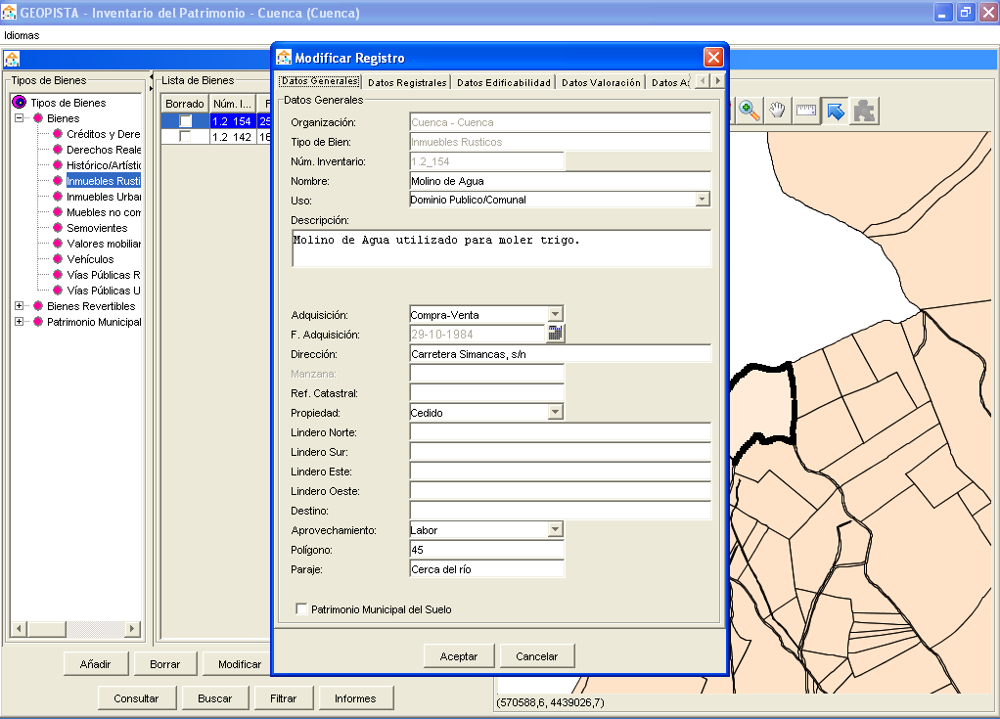 GEOPISTA - Inventario del Patrimonio - Cuenca (Cuenca)
Idiomas
Tipos de Bienes
Tipos de Bienes
Bienes
Créditos y Dere
Derechos Reale
Histórico/Artístic
Inmuebles Rusti
Inmuebles Urba
Muebles no com
Semovientes
Valores mobiliar
Vehículos
Vías Públicas R
Vías Públicas U
Bienes Revertibles
Patrimonio Municipal
Lista de Bienes
Borrado Núm. I... F
1.2 154 25
1.2 142 16
Añadir Borrar Modificar
Consultar Buscar Filtrar Informes
Modificar Registro
Datos Generales Datos Registrales Datos Edificabilidad Datos Valoración Datos A
Datos Generales
Organización: Cuenca - Cuenca
Tipo de Bien: Inmuebles Rusticos
Núm. Inventario: 1.2_154
Nombre: Molino de Agua
Uso: Dominio Publico/Comunal
Descripción:
Molino de Agua utilizado para moler trigo.
Adquisición: Compra-Venta
F. Adquisición: 29-10-1984
Dirección: Carretera Simancas, s/n
Manzana:
Ref. Catastral:
Propiedad: Cedido
Lindero Norte:
Lindero Sur:
Lindero Este:
Lindero Oeste:
Destino:
Aprovechamiento: Labor
Polígono: 45
Paraje: Cerca del río
Patrimonio Municipal del Suelo
Aceptar Cancelar
(570588,6, 4439026,7)